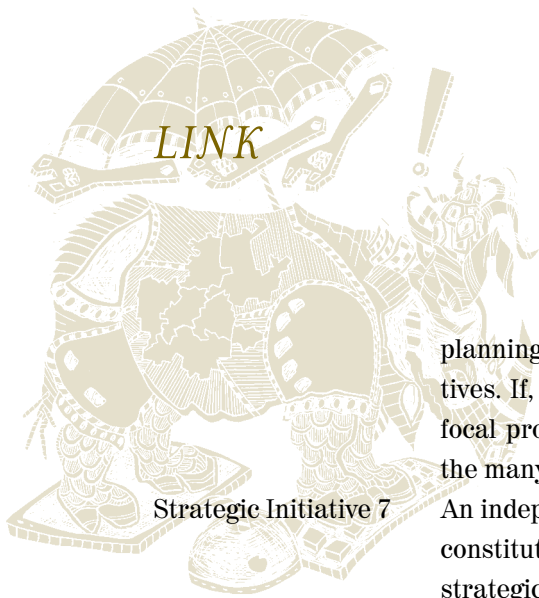 LINK
planning
tives. If,
focal pro
the many
Strategic Initiative 7
An indep
constitut
strategic